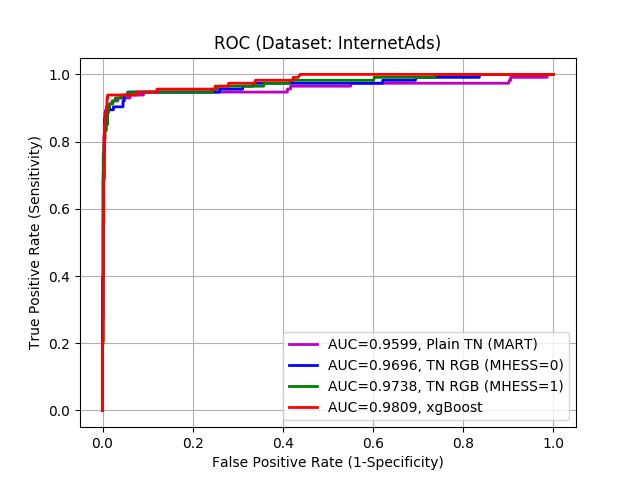 ROC (Dataset: InternetAds)
True Positive Rate (Sensitivity)
1.0
0.8
0.6
0.4
0.2
0.0
AUC=0.9599, Plain TN (MART)
AUC=0.9696, TN RGB (MHESS=0)
AUC=0.9738, TN RGB (MHESS=1)
AUC=0.9809, xgBoost
0.0 0.2 0.4 0.6 0.8 1.0
False Positive Rate (1-Specificity)